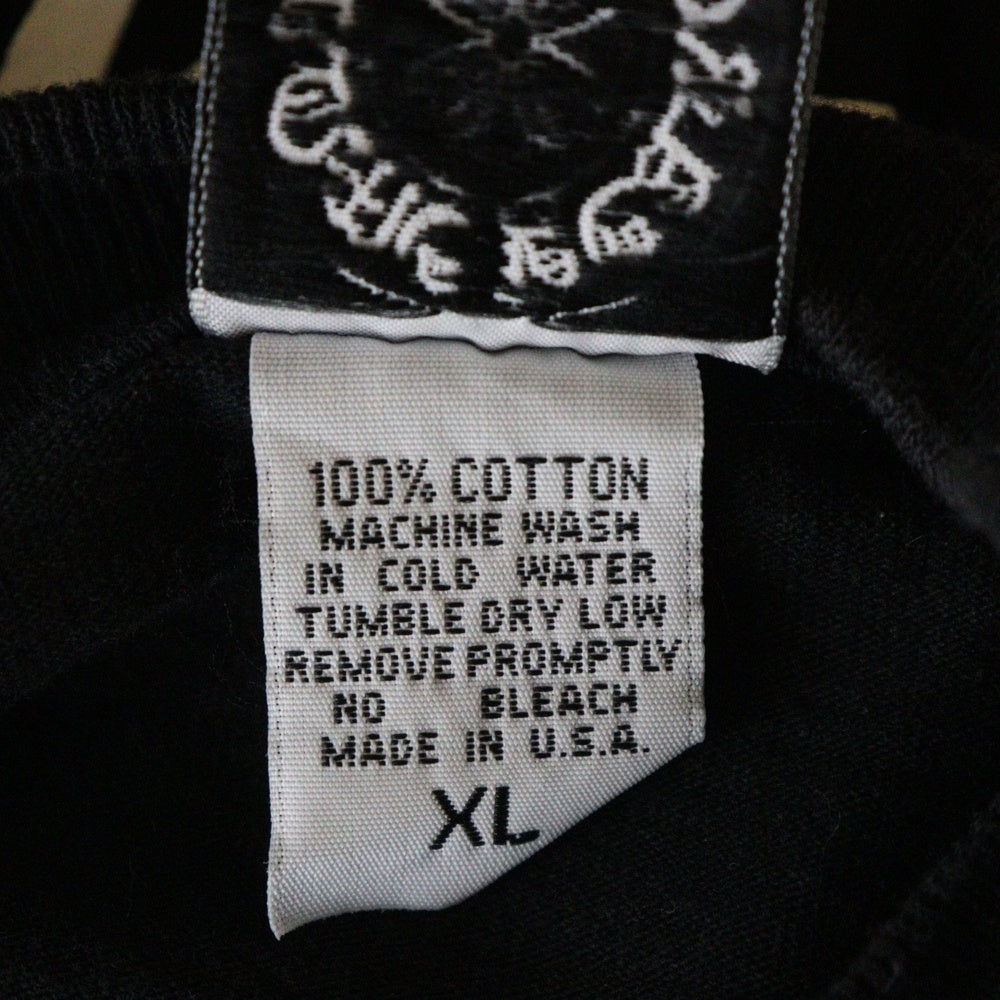 100% COTTON
MACHINE WASH
IN COLD WATER
TUMBLE DRY LOW
REMOVE PROMPTLY
NO BLEACH
MADE IN U.S.A.
XL